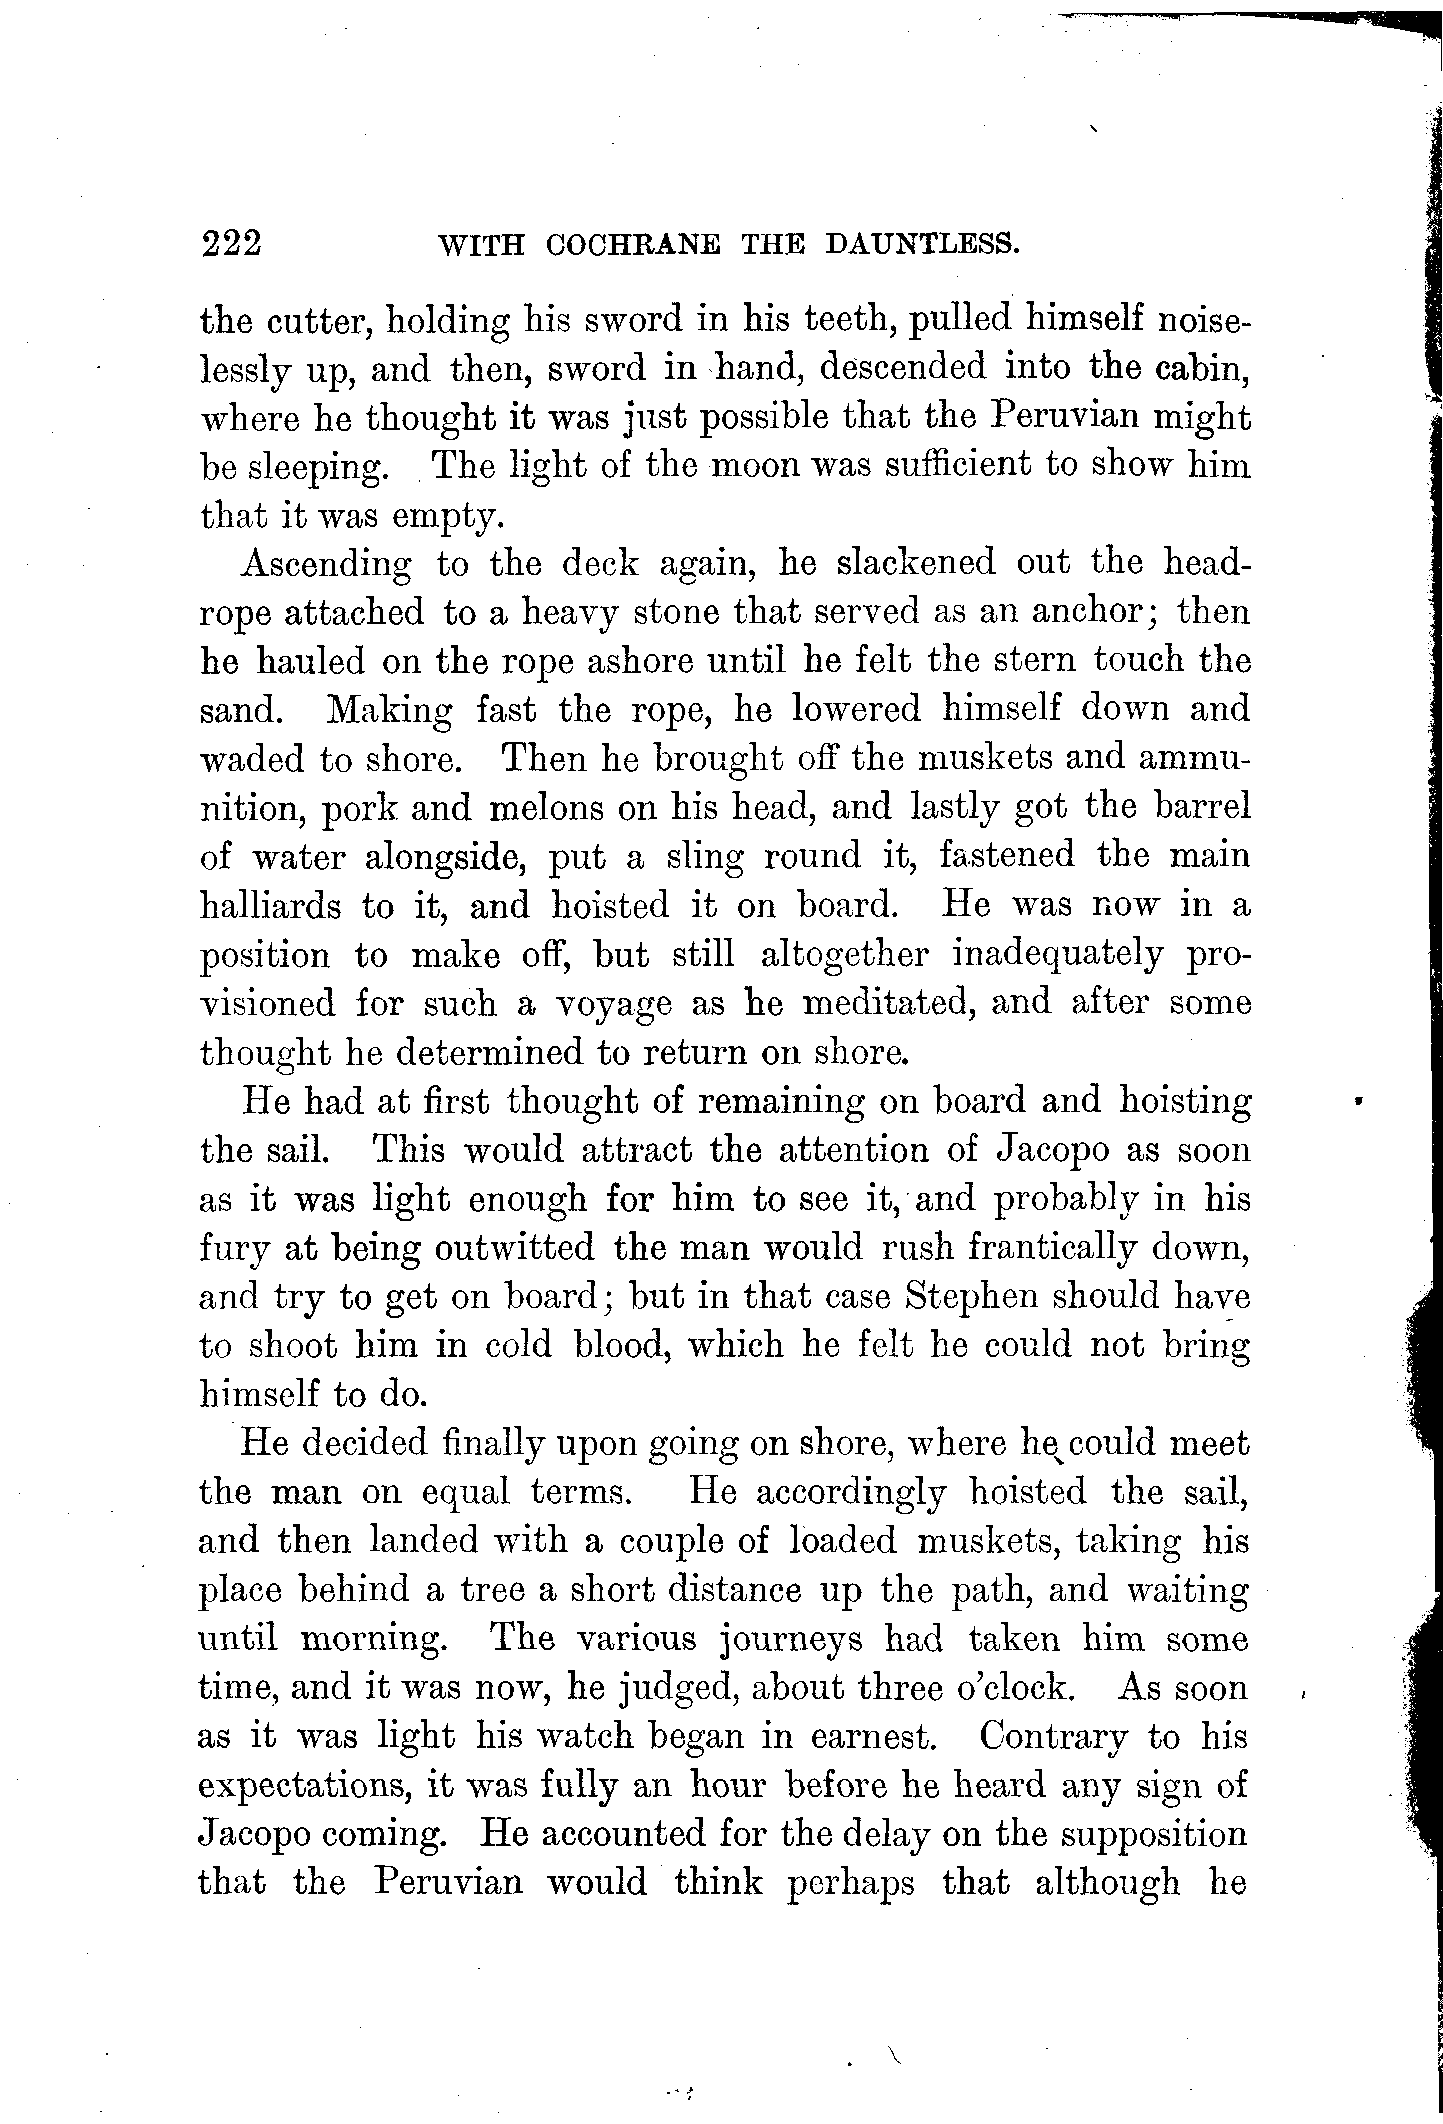 222 WITH COCHRANE THE DAUNTLESS.
the cutter, holding his sword in his teeth, pulled himself noise-
lessly up, and then, sword in hand, descended into the cabin,
where he thought it was just possible that the Peruvian might
be sleeping. The light of the moon was sufficient to show him
that it was empty.
Ascending to the deck again, he slackened out the head-
rope attached to a heavy stone that served as an anchor; then
he hauled on the rope ashore until he felt the stern touch the
sand. Making fast the rope, he lowered himself down and
waded to shore. Then he brought off the muskets and ammu-
nition, pork and melons on his head, and lastly got the barrel
of water alongside, put a sling round it, fastened the main
halliards to it, and hoisted it on board. He was now in a
position to make off, but still altogether inadequately pro-
visioned for such a voyage as he meditated, and after some
thought he determined to return on shore.
He had at first thought of remaining on board and hoisting
the sail. This would attract the attention of Jacopo as soon
as it was light enough for him to see it, and probably in his
fury at being outwitted the man would rush frantically down,
and try to get on board; but in that case Stephen should have
to shoot him in cold blood, which he felt he could not bring
himself to do.
He decided finally upon going on shore, where he could meet
the man on equal terms. He accordingly hoisted the sail,
and then landed with a couple of loaded muskets, taking his
place behind a tree a short distance up the path, and waiting
until morning. The various journeys had taken him some
time, and it was now, he judged, about three o'clock. As soon
as it was light his watch began in earnest. Contrary to his
expectations, it was fully an hour before he heard any sign of
Jacopo coming. He accounted for the delay on the supposition
that the Peruvian would think perhaps that although he